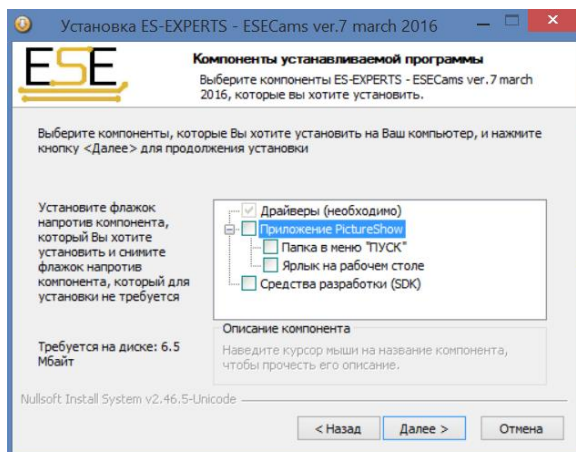 Установка ES-EXPERTS - ESECams ver.7 march 2016
ESE
Компоненты устанавливаемой программы
Выберите компоненты ES-EXPERTS - ESECams ver.7 march
2016, которые вы хотите установить.
Выберите компоненты, которые Вы хотите установить на Ваш компьютер, и нажмите
кнопку <Далее> для продолжения установки
Установите флажок
напротив компонента,
который Вы хотите
установить и снимите
флажок напротив
компонента, который для
установки не требуется
Драйверы (необходимо)
Приложение PictureShow
Папка в меню "ПУСК"
Ярлык на рабочем столе
Средства разработки (SDK)
Требуется на диске: 6.5
Мбайт
Описание компонента
Наведите курсор мыши на название компонента,
чтобы прочесть его описание.
Nullsoft Install System v2.46.5-Unicode
< Назад
Далее >
Отмена